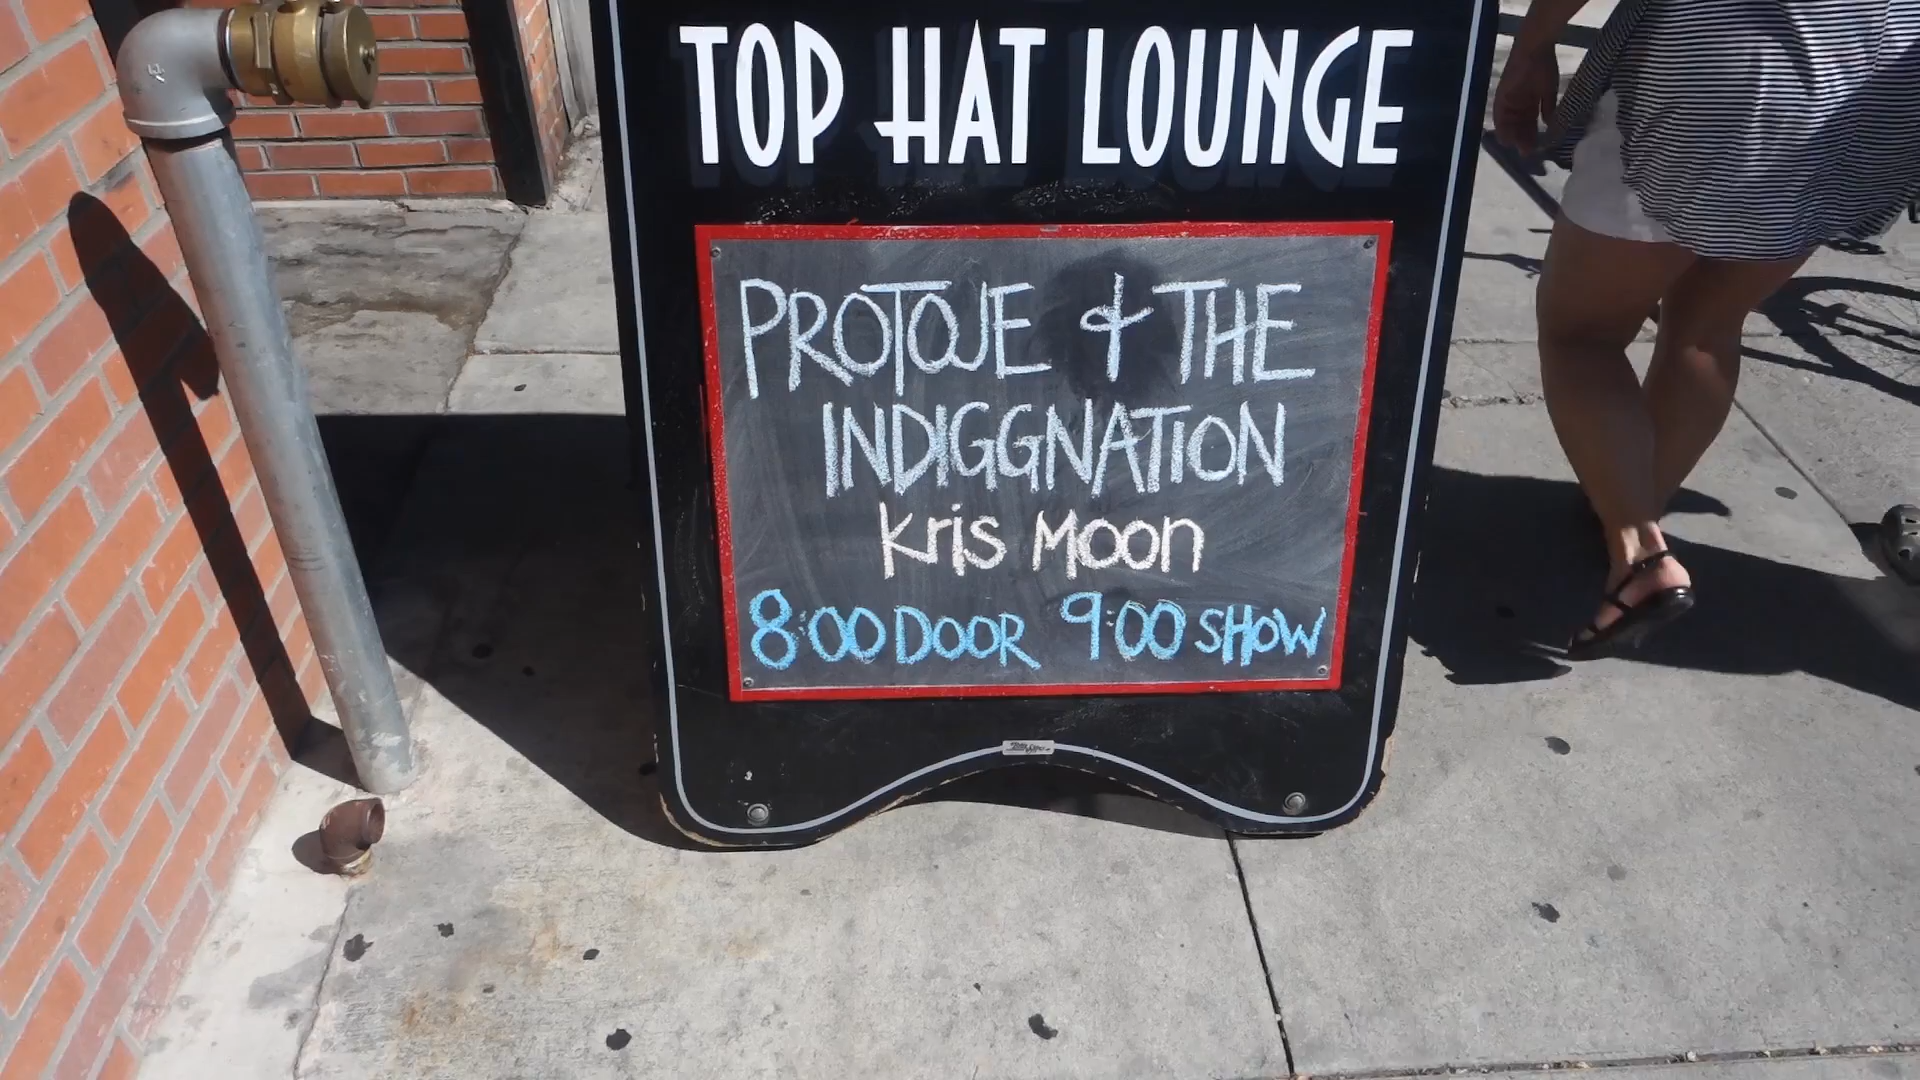 TOP HAT LOUNGE
PROTOJE & THE
INDIGGNATION
Kris Moon
8:00 DOOR 9:00 SHOW